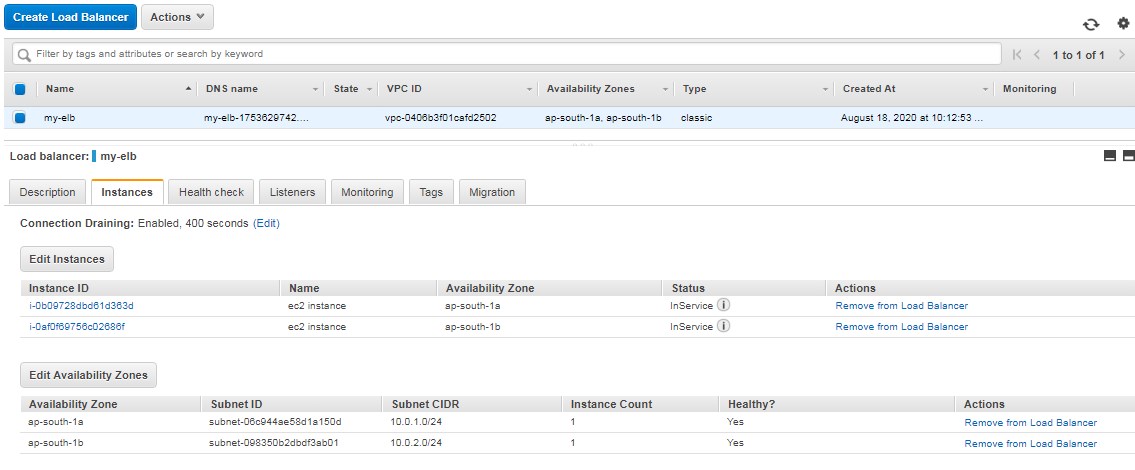 Create Load Balancer Actions
Filter by tags and attributes or search by keyword 1 to 1 of 1
Name DNS name State VPC ID Availability Zones Type Created At Monitoring
my-elb my-elb-1753629742.... vpc-0406b3f01cafd2502 ap-south-1a, ap-south-1b classic August 18, 2020 at 10:12:53 ...
Load balancer: my-elb
Description Instances Health check Listeners Monitoring Tags Migration
Connection Draining: Enabled, 400 seconds (Edit)
Edit Instances
Instance ID Name Availability Zone Status Actions
i-0b09728dbd61d363d ec2 instance ap-south-1a InService Remove from Load Balancer
i-0af0f69756c02686f ec2 instance ap-south-1b InService Remove from Load Balancer
Edit Availability Zones
Availability Zone Subnet ID Subnet CIDR Instance Count Healthy? Actions
ap-south-1a subnet-06c944ae58d1a150d 10.0.1.0/24 1 Yes Remove from Load Balancer
ap-south-1b subnet-098350b2dbdf3ab01 10.0.2.0/24 1 Yes Remove from Load Balancer